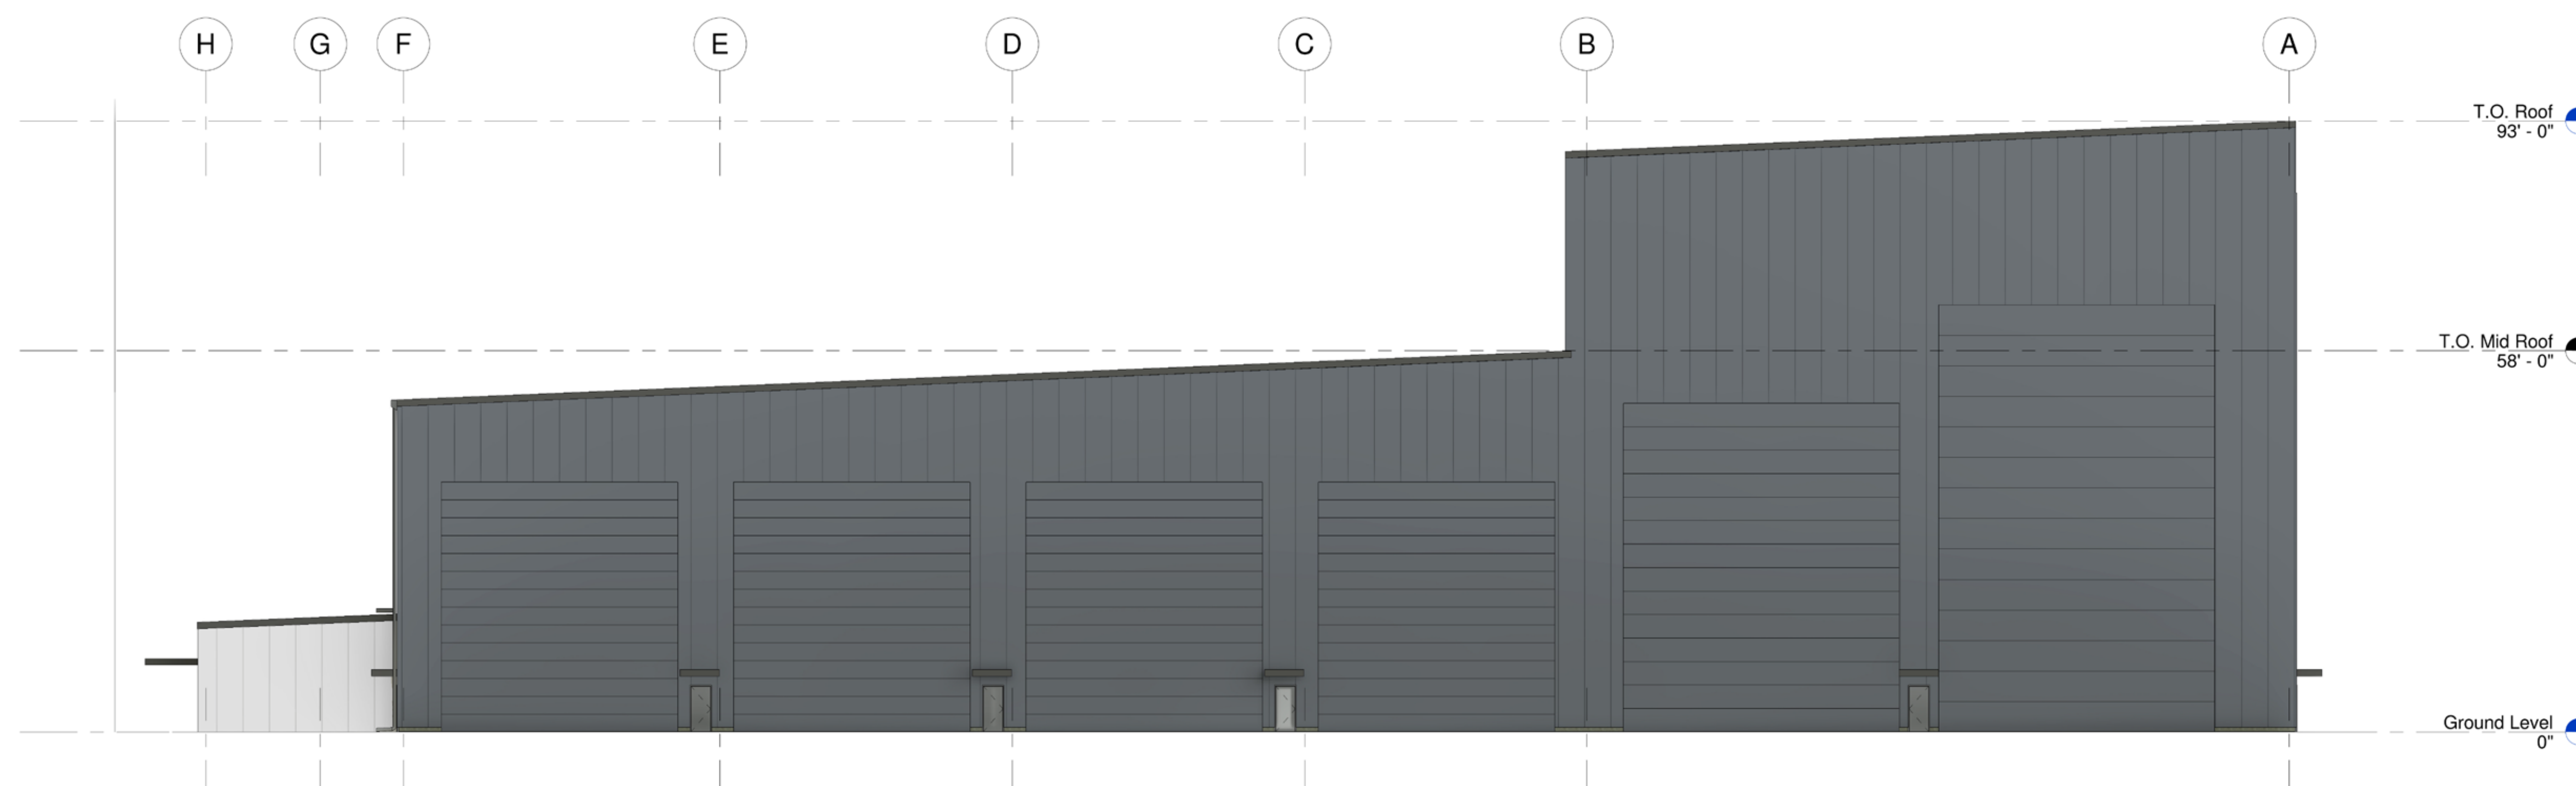 H G F E D C B A
T.O. Roof
93' - 0"
T.O. Mid Roof
58' - 0"
Ground Level
0"